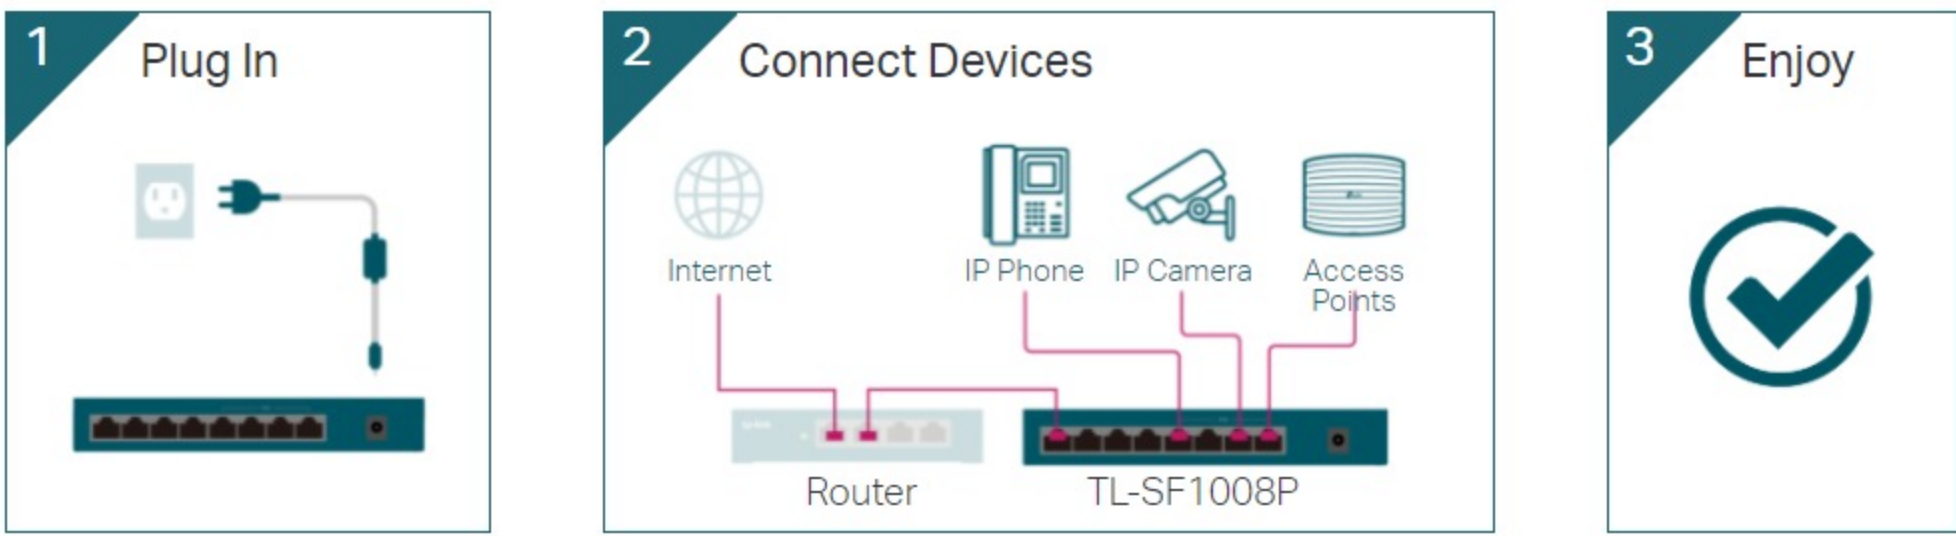 1
Plug In
2
Connect Devices
Internet
IP Phone
IP Camera
Access
Points
Router
TL-SF1008P
3
Enjoy